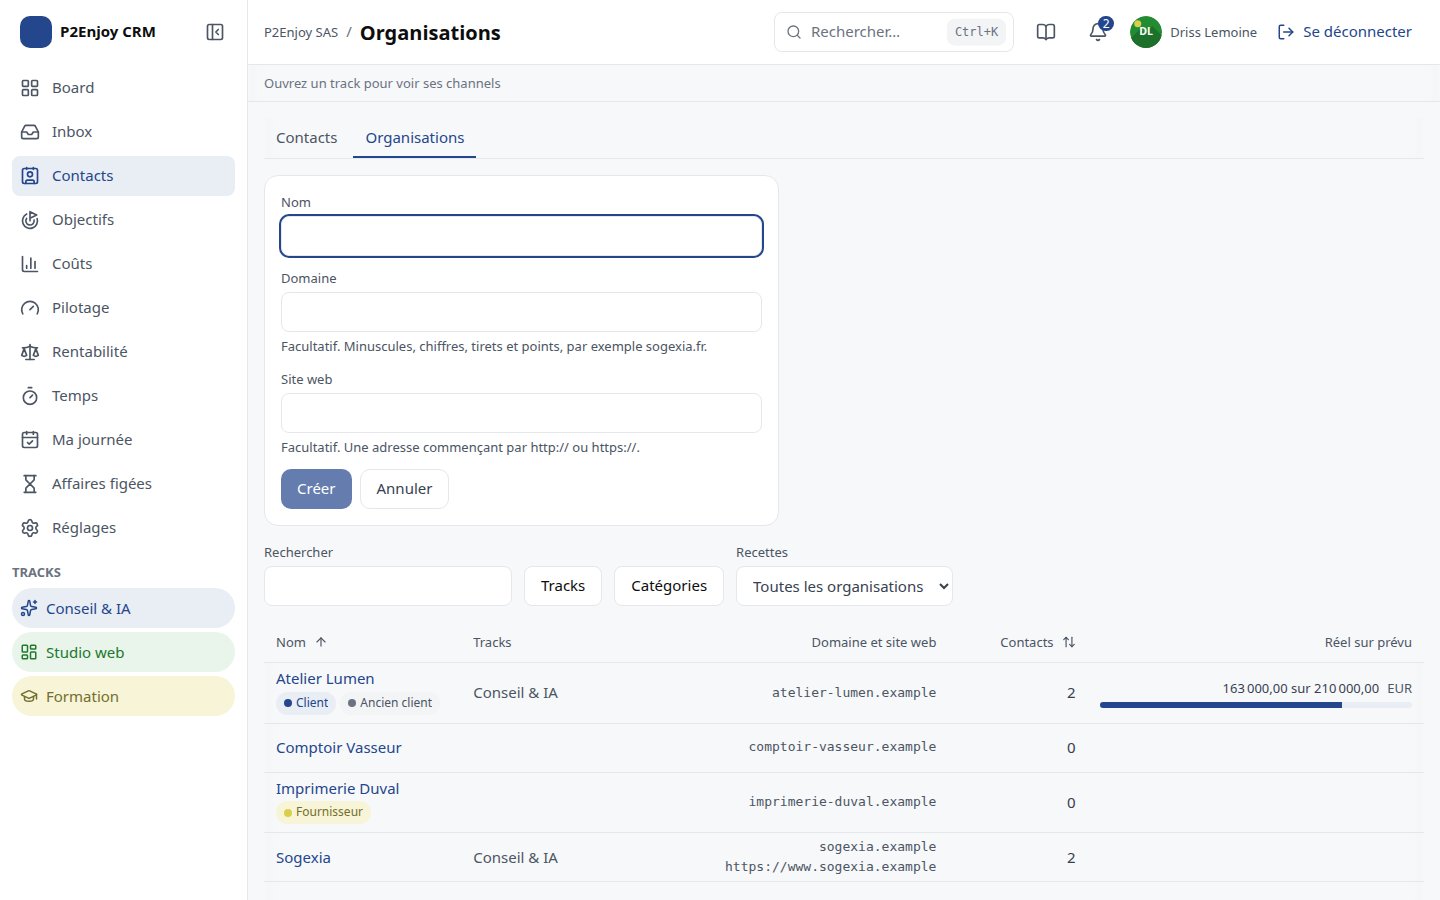 P2Enjoy CRM
P2Enjoy SAS / Organisations
Rechercher...
Ctrl+K
2
DL
Driss Lemoine
Se déconnecter
Board
Inbox
Contacts
Objectifs
Coûts
Pilotage
Rentabilité
Temps
Ma journée
Affaires figées
Réglages
TRACKS
Conseil & IA
Studio web
Formation
Ouvrez un track pour voir ses channels
Contacts
Organisations
Nom
Domaine
Facultatif. Minuscules, chiffres, tirets et points, par exemple sogexia.fr.
Site web
Facultatif. Une adresse commençant par http:// ou https://.
Créer
Annuler
Rechercher
Recettes
Tracks
Catégories
Toutes les organisations
Nom
Tracks
Domaine et site web
Contacts
Réel sur prévu
Atelier Lumen
Client
Ancien client
Conseil & IA
atelier-lumen.example
2
163 000,00 sur 210 000,00 EUR
Comptoir Vasseur
comptoir-vasseur.example
0
Imprimerie Duval
Fournisseur
imprimerie-duval.example
0
Sogexia
Conseil & IA
sogexia.example
https://www.sogexia.example
2